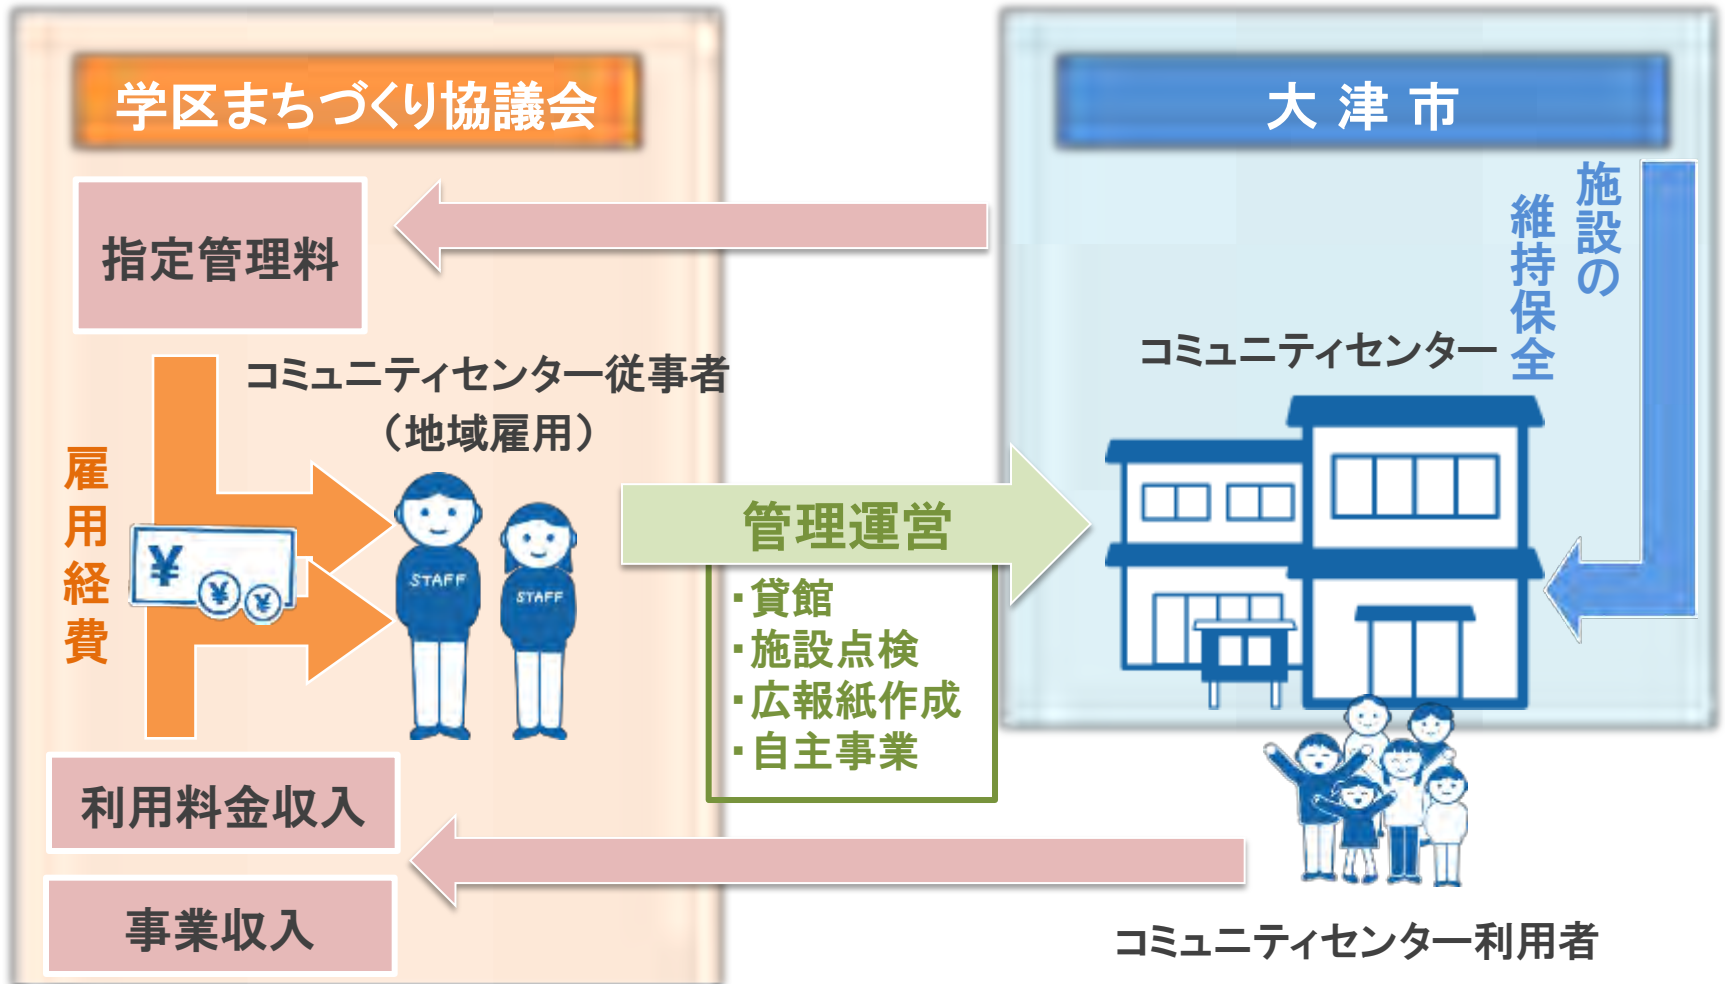 学区まちづくり協議会
大津市
指定管理料
施設の
維持保全
コミュニティセンター
コミュニティセンター従事者
（地域雇用）
雇用経費
¥
¥
¥
STAFF
STAFF
管理運営
・貸館
・施設点検
・広報紙作成
・自主事業
利用料金収入
事業収入
コミュニティセンター利用者